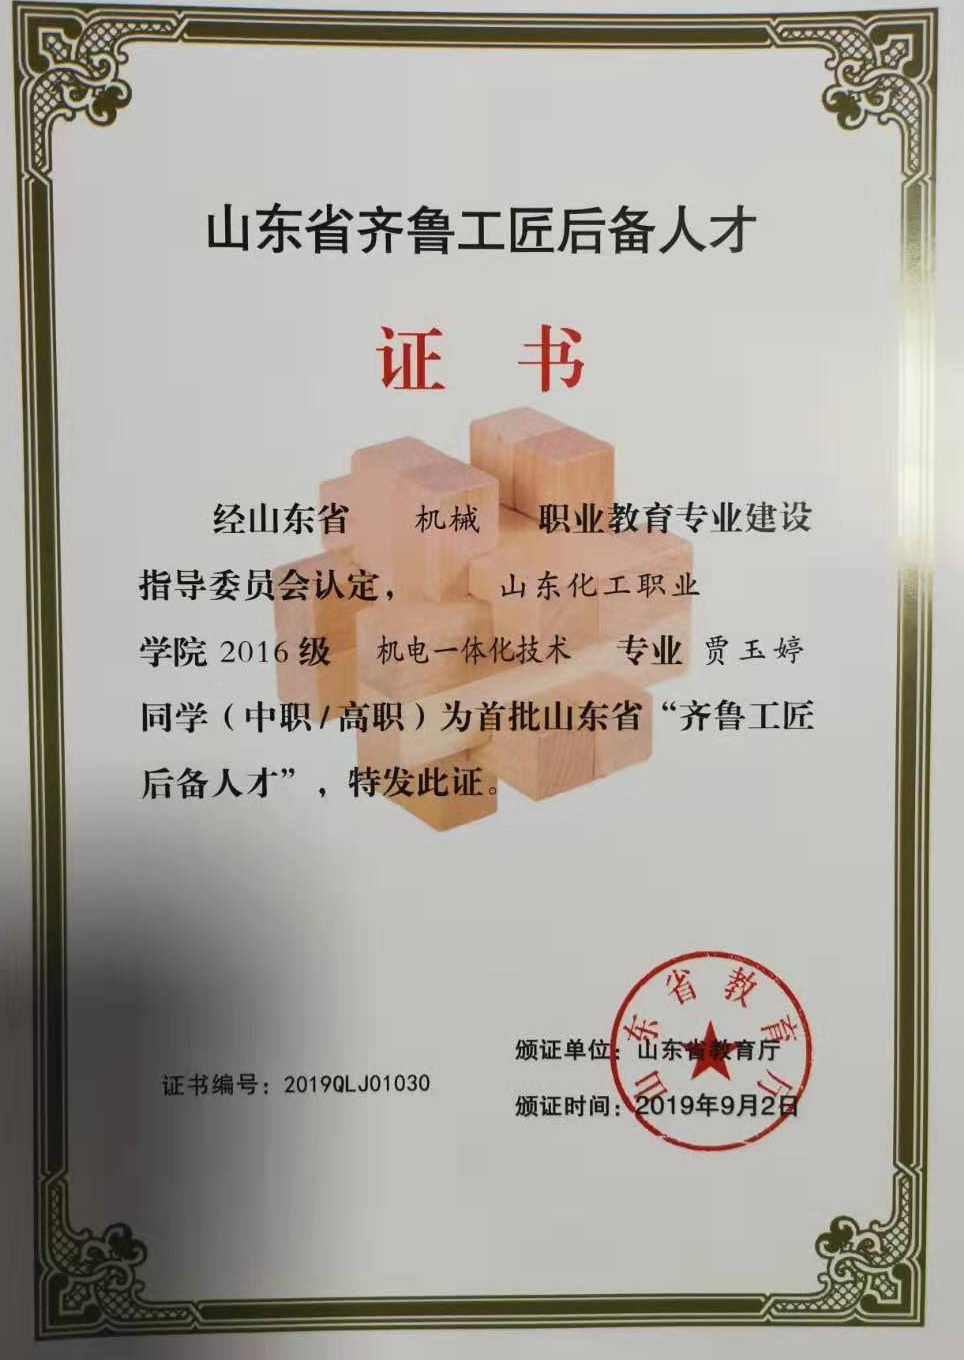 山东省齐鲁工匠后备人才
证 书
经山东省 机械 职业教育专业建设
指导委员会认定， 山东化工职业
学院 2016 级 机电一体化技术 专业 贾玉婷
同学（中职/高职）为首批山东省“齐鲁工匠
后备人才”，特发此证。
山东省教育厅
颁证单位：山东省教育厅
证书编号：2019QLJ01030
颁证时间：2019年9月2日